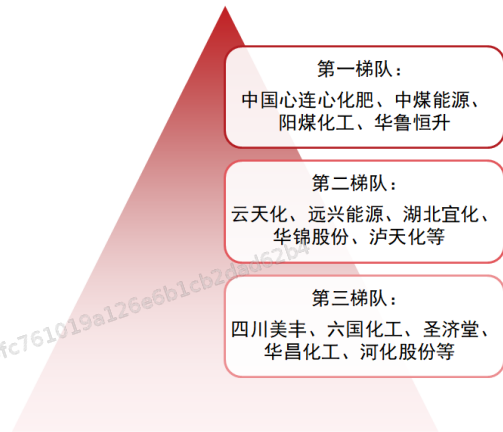 第一梯队：
中国心连心化肥、中煤能源、
阳煤化工、华鲁恒升
第二梯队：
云天化、远兴能源、湖北宜化、
华锦股份、泸天化等
fc761019a126e6b1cb2dad62b4
第三梯队：
四川美丰、六国化工、圣济堂、
华昌化工、河化股份等